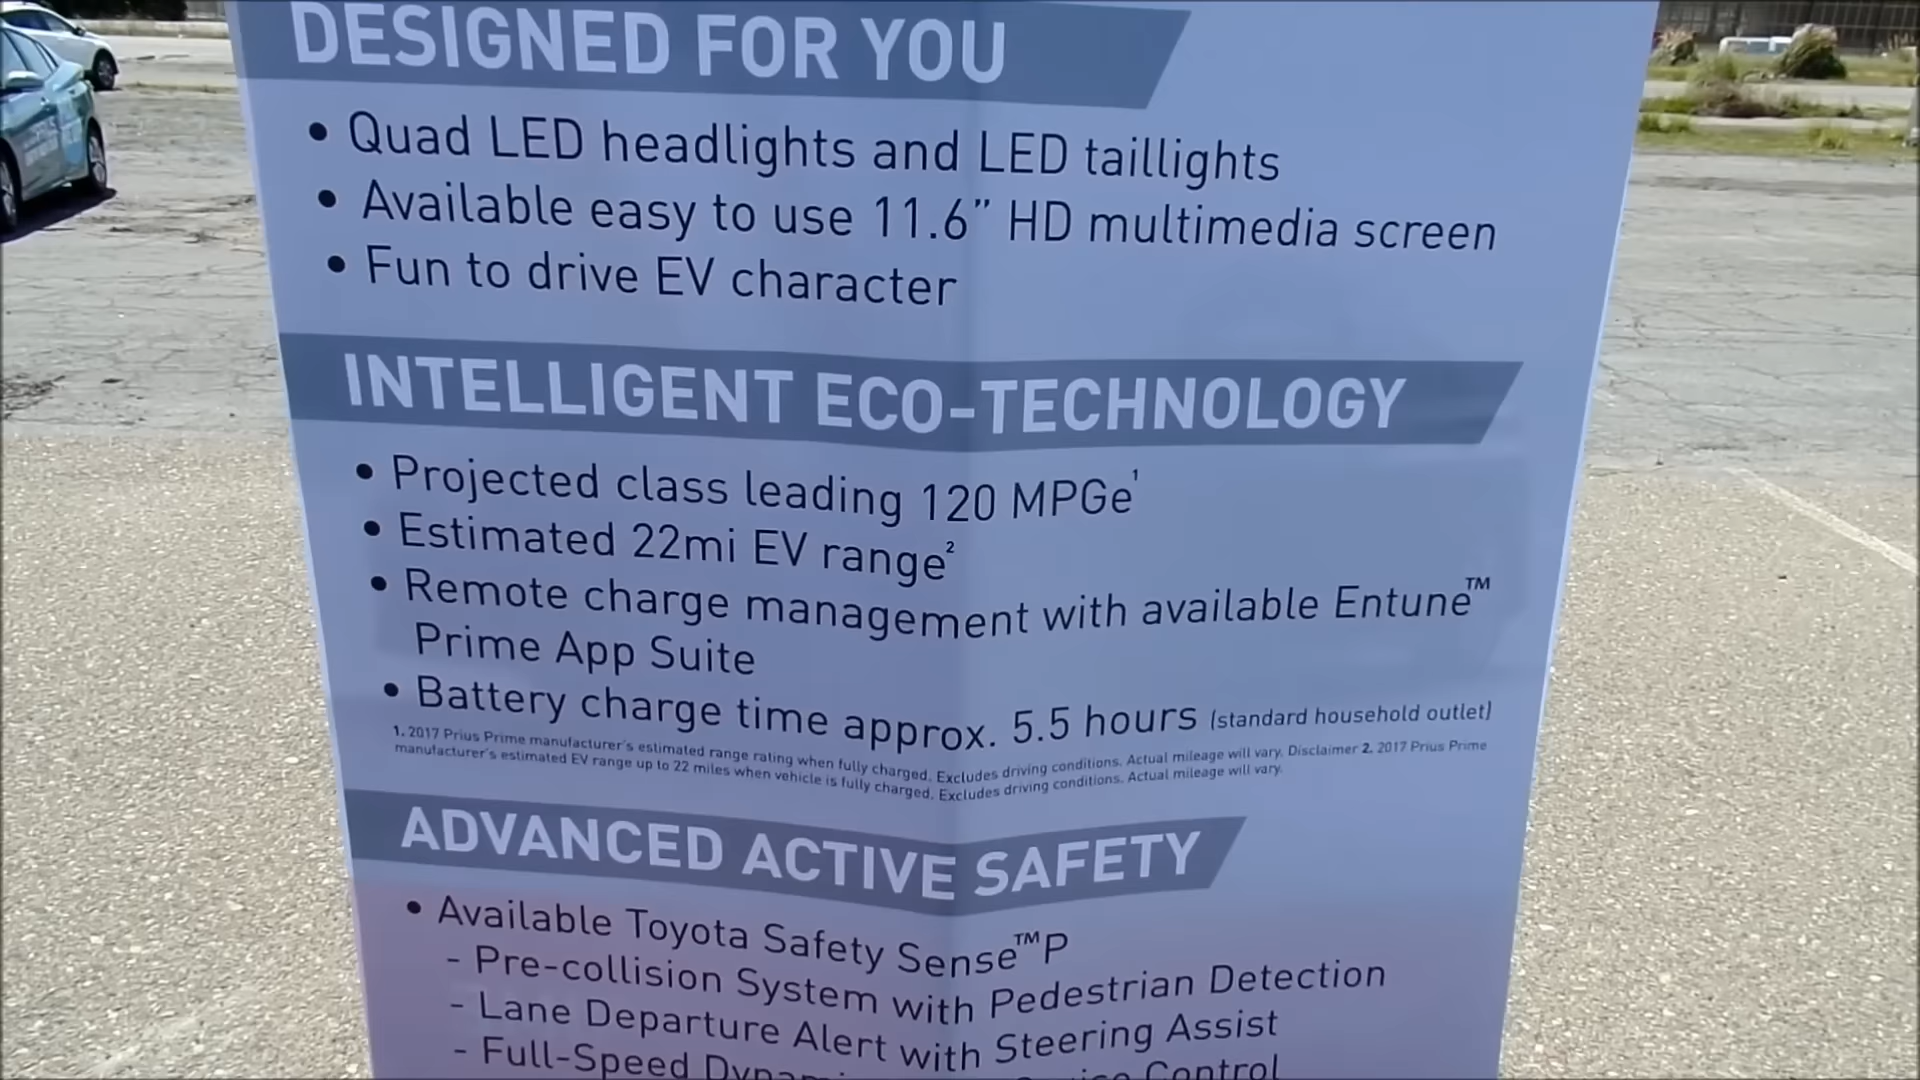 DESIGNED FOR YOU
• Quad LED headlights and LED taillights
• Available easy to use 11.6” HD multimedia screen
• Fun to drive EV character
INTELLIGENT ECO-TECHNOLOGY
• Projected class leading 120 MPGe¹
• Estimated 22mi EV range²
• Remote charge management with available Entune™
Prime App Suite
• Battery charge time approx. 5.5 hours (standard household outlet)
1. 2017 Prius Prime manufacturer's estimated range rating when fully charged. Excludes driving conditions. Actual mileage will vary. Disclaimer 2. 2017 Prius Prime
manufacturer's estimated EV range up to 22 miles when vehicle is fully charged. Excludes driving conditions. Actual mileage will vary.
ADVANCED ACTIVE SAFETY
• Available Toyota Safety Sense™P
- Pre-collision System with Pedestrian Detection
- Lane Departure Alert with Steering Assist
- Full-Speed Control